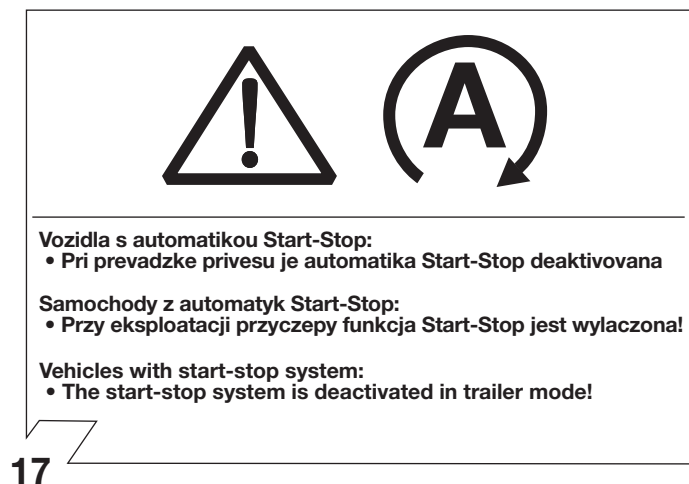 A
Vozidla s automatikou Start-Stop:
• Pri prevadzke privesu je automatika Start-Stop deaktivovana
Samochody z automatyk Start-Stop:
• Przy eksploatacji przyczepy funkcja Start-Stop jest wylaczona!
Vehicles with start-stop system:
• The start-stop system is deactivated in trailer mode!
17